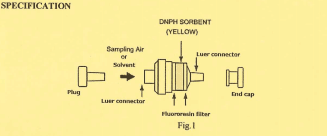 SPECIFICATION
DNPH SORBENT
(YELLOW)
Sampling Air
or
Solvent
Luer connector
Plug
Luer connector
End cap
Fluororesin filter
Fig.1